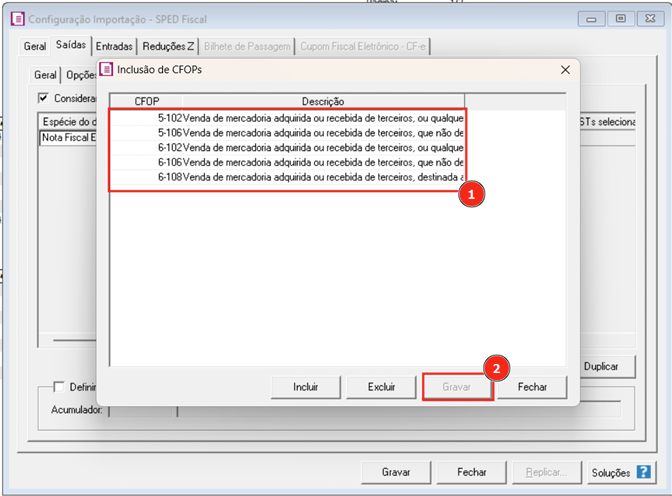 Configuração Importação - SPED Fiscal
Geral Saídas Entradas Reduções Z Bilhete de Passagem Cupom Fiscal Eletrônico - CF-e
Geral Opçõe
Inclusão de CFOPs
Considera
CFOP Descrição
Espécie do d
STs seleciona
Nota Fiscal E
5-102 Venda de mercadoria adquirida ou recebida de terceiros, ou qualque
5-106 Venda de mercadoria adquirida ou recebida de terceiros, que não de
6-102 Venda de mercadoria adquirida ou recebida de terceiros, ou qualque
6-106 Venda de mercadoria adquirida ou recebida de terceiros, que não de
6-108 Venda de mercadoria adquirida ou recebida de terceiros, destinada a
1
2
Duplicar
Incluir Excluir Gravar Fechar
Definir
Acumulador:
Gravar Fechar Replicar... Soluções ?